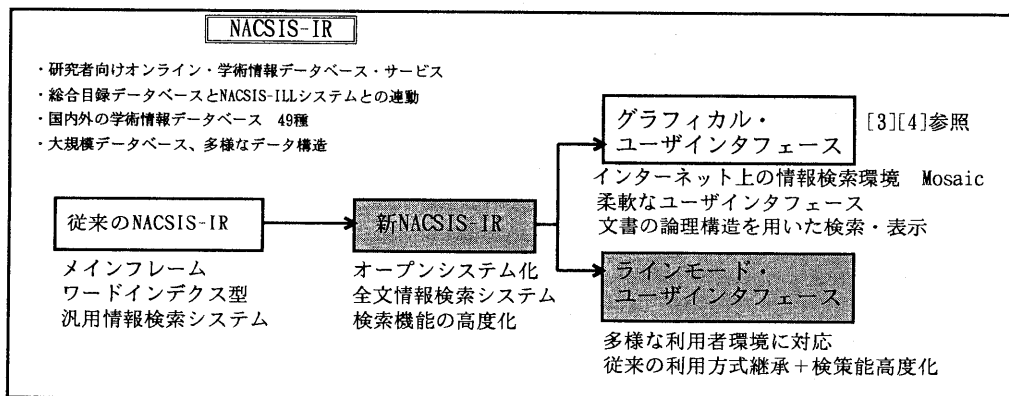 NACSIS-IR
・研究者向けオンライン・学術情報データベース・サービス
・総合目録データベースとNACSIS-ILLシステムとの連動
・国内外の学術情報データベース 49種
・大規模データベース、多様なデータ構造
従来のNACSIS-IR
メインフレーム
ワードインデクス型
汎用情報検索システム
新NACSIS IR
オープンシステム化
全文情報検索システム
検索機能の高度化
グラフィカル・
ユーザインタフェース
[3][4]参照
インターネット上の情報検索環境 Mosaic
柔軟なユーザインタフェース
文書の論理構造を用いた検索・表示
ラインモード・
ユーザインタフェース
多様な利用者環境に対応
従来の利用方式継承＋検策能高度化